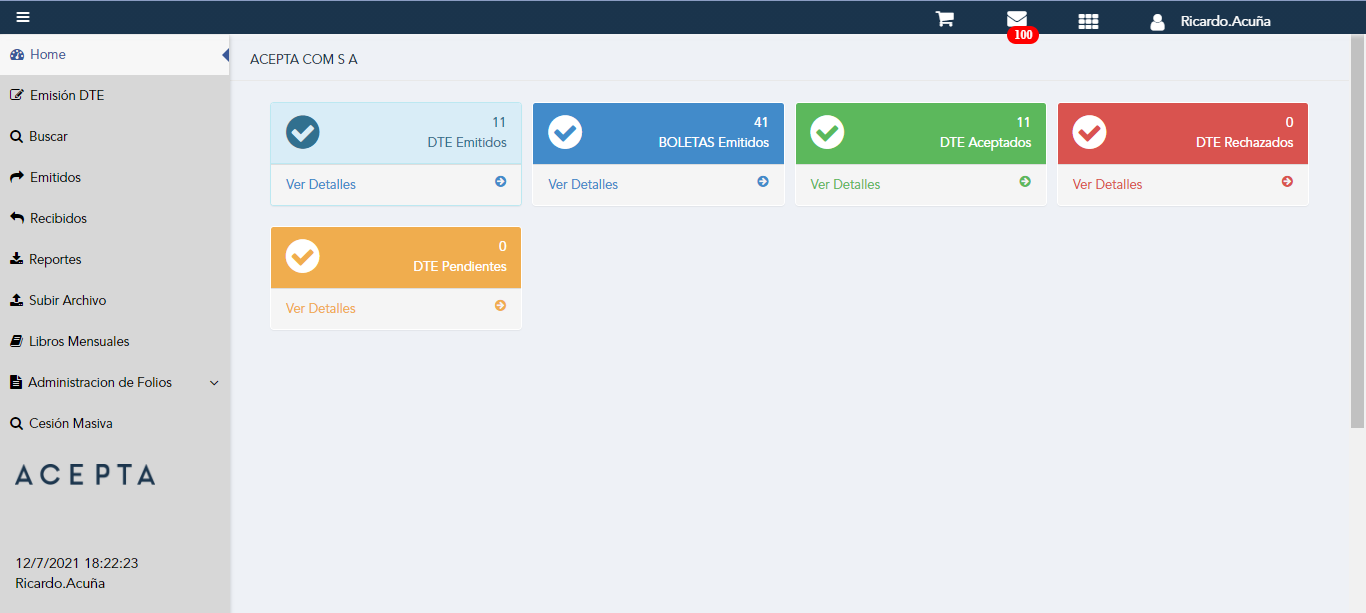 Ricardo.Acuña
100
Home
ACEPTA COM S A
Emisión DTE
Buscar
Emitidos
Recibidos
Reportes
Subir Archivo
Libros Mensuales
Administracion de Folios
Cesión Masiva
ACEPTA
12/7/2021 18:22:23
Ricardo.Acuña
11
DTE Emitidos
Ver Detalles
41
BOLETAS Emitidos
Ver Detalles
11
DTE Aceptados
Ver Detalles
0
DTE Rechazados
Ver Detalles
0
DTE Pendientes
Ver Detalles